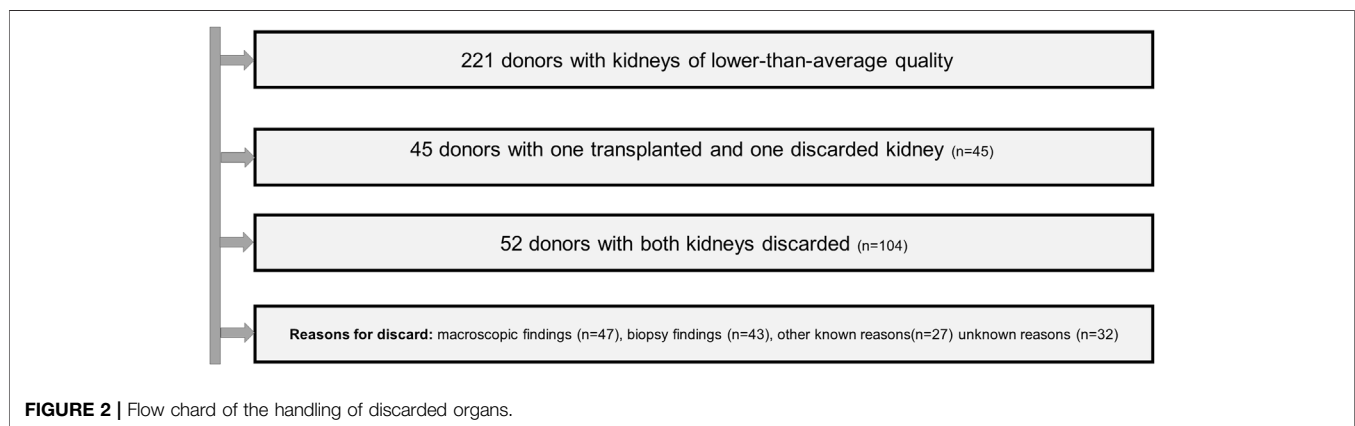 221 donors with kidneys of lower-than-average quality
45 donors with one transplanted and one discarded kidney (n=45)
52 donors with both kidneys discarded (n=104)
Reasons for discard: macroscopic findings (n=47), biopsy findings (n=43), other known reasons(n=27) unknown reasons (n=32)
FIGURE 2 | Flow chard of the handling of discarded organs.